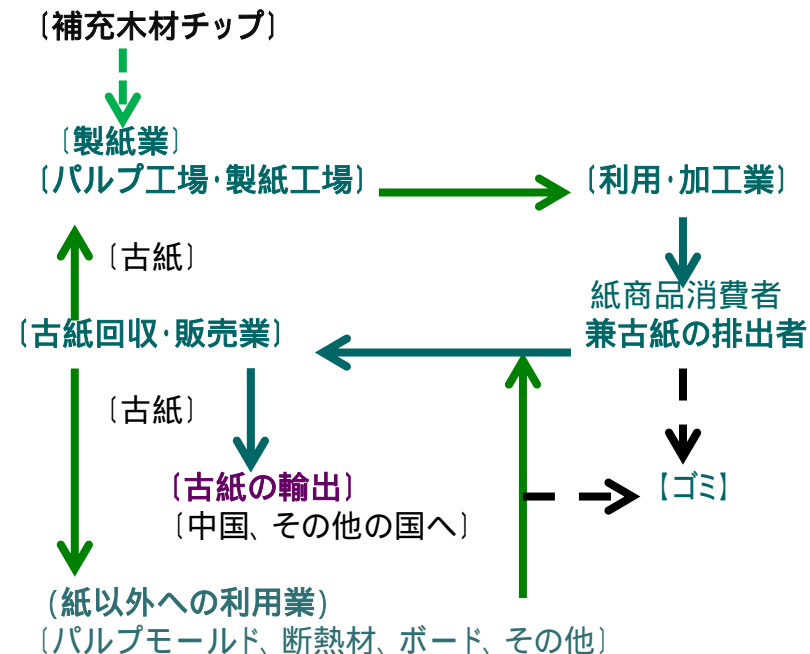 〔補充木材チップ〕
〔製紙業〕
〔パルプ工場·製紙工場〕
〔利用·加工業〕
〔古紙〕
紙商品消費者
兼古紙の排出者
〔古紙回収·販売業〕
〔古紙〕
〔古紙の輸出〕
〔中国、その他の国へ〕
【ゴミ】
(紙以外への利用業)
〔パルプモールド、断熱材、ボード、その他〕